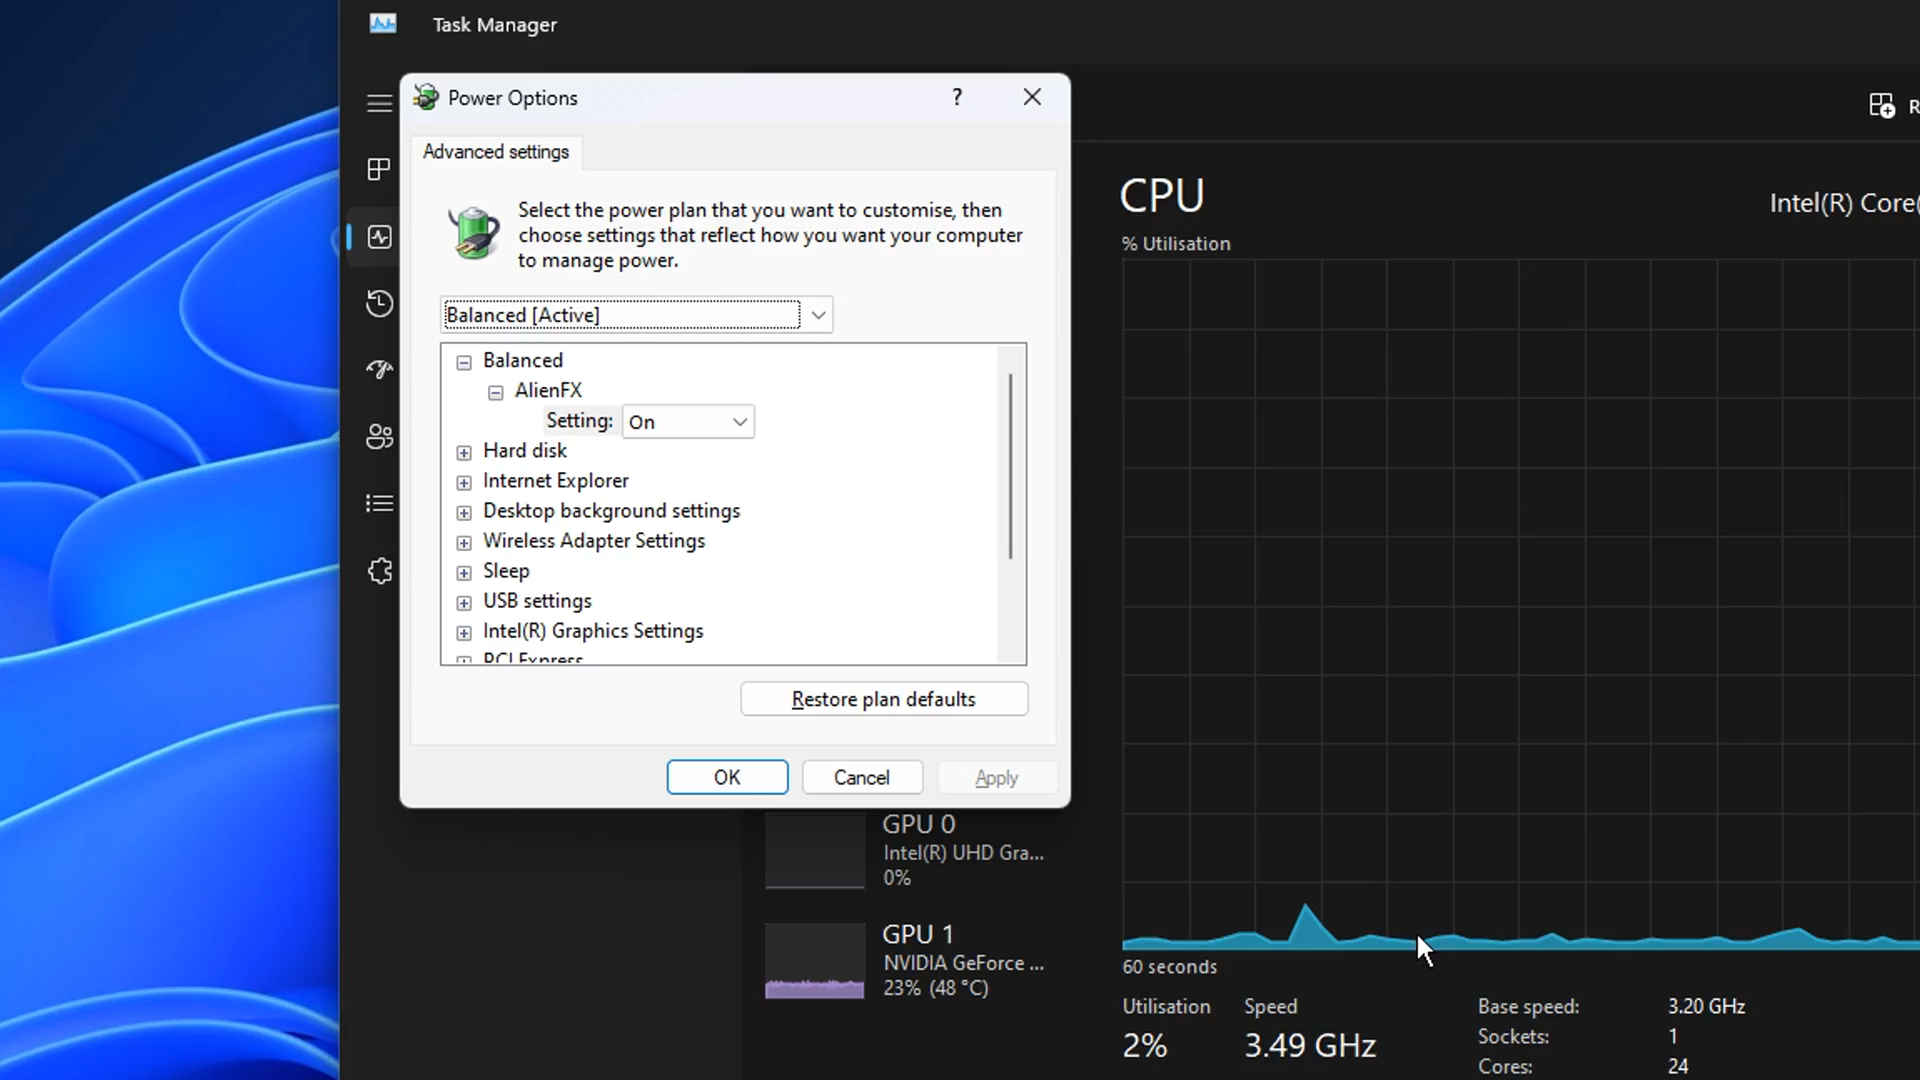 Task Manager
Power Options
?
Advanced settings
Select the power plan that you want to customise, then
choose settings that reflect how you want your computer
to manage power.
Balanced [Active]
Balanced
AlienFX
Setting: On
Hard disk
Internet Explorer
Desktop background settings
Wireless Adapter Settings
Sleep
USB settings
Intel(R) Graphics Settings
PCI Express
Restore plan defaults
OK
Cancel
Apply
GPU 0
Intel(R) UHD Gra...
0%
GPU 1
NVIDIA GeForce ...
23% (48 °C)
R
CPU
Intel(R) Core(
% Utilisation
60 seconds
Utilisation
2%
Speed
3.49 GHz
Base speed: 3.20 GHz
Sockets: 1
Cores: 24